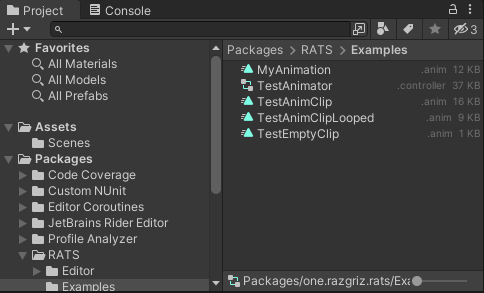 Project
Console
3
Favorites
All Materials
All Models
All Prefabs
Assets
Scenes
Packages
Code Coverage
Custom NUnit
Editor Coroutines
JetBrains Rider Editor
Profile Analyzer
RATS
Editor
Examples
Packages > RATS > Examples
MyAnimation .anim 12 KB
TestAnimator .controller 37 KB
TestAnimClip .anim 16 KB
TestAnimClipLooped .anim 9 KB
TestEmptyClip .anim 1 KB
Packages/one.razgriz.rats/Exa